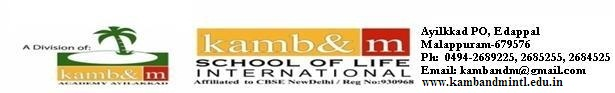 A Division of:
kamb& m
ACADEMY AYILAKKAD
kamb& m
SCHOOL OF LIFE
INTERNATIONAL
Affiliated to CBSE NewDelhi / Reg No:930968
Ayilkkad PO, Edappal
Malappuram-679576
Ph: 0494-2689225, 2685255, 2684525
Email: kambandm@gmail.com
www.kambandmintl.edu.in